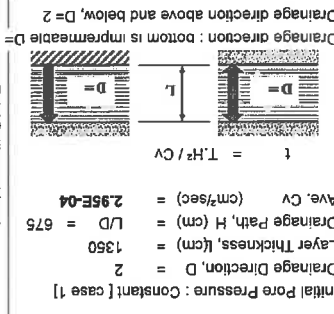 Initial Pore Pressure : Constant [ case 1 ]
Drainage Direction, D = 2
Layer Thickness, ℓ(cm) = 1350
Drainage Path, H (cm) = L/D = 675
Ave. Cv (cm²/sec) = 2.95E-04
t = T.H² / Cv
D= L D=
Drainage direction : bottom is impremeable D=
Drainage direction above and below, D= 2